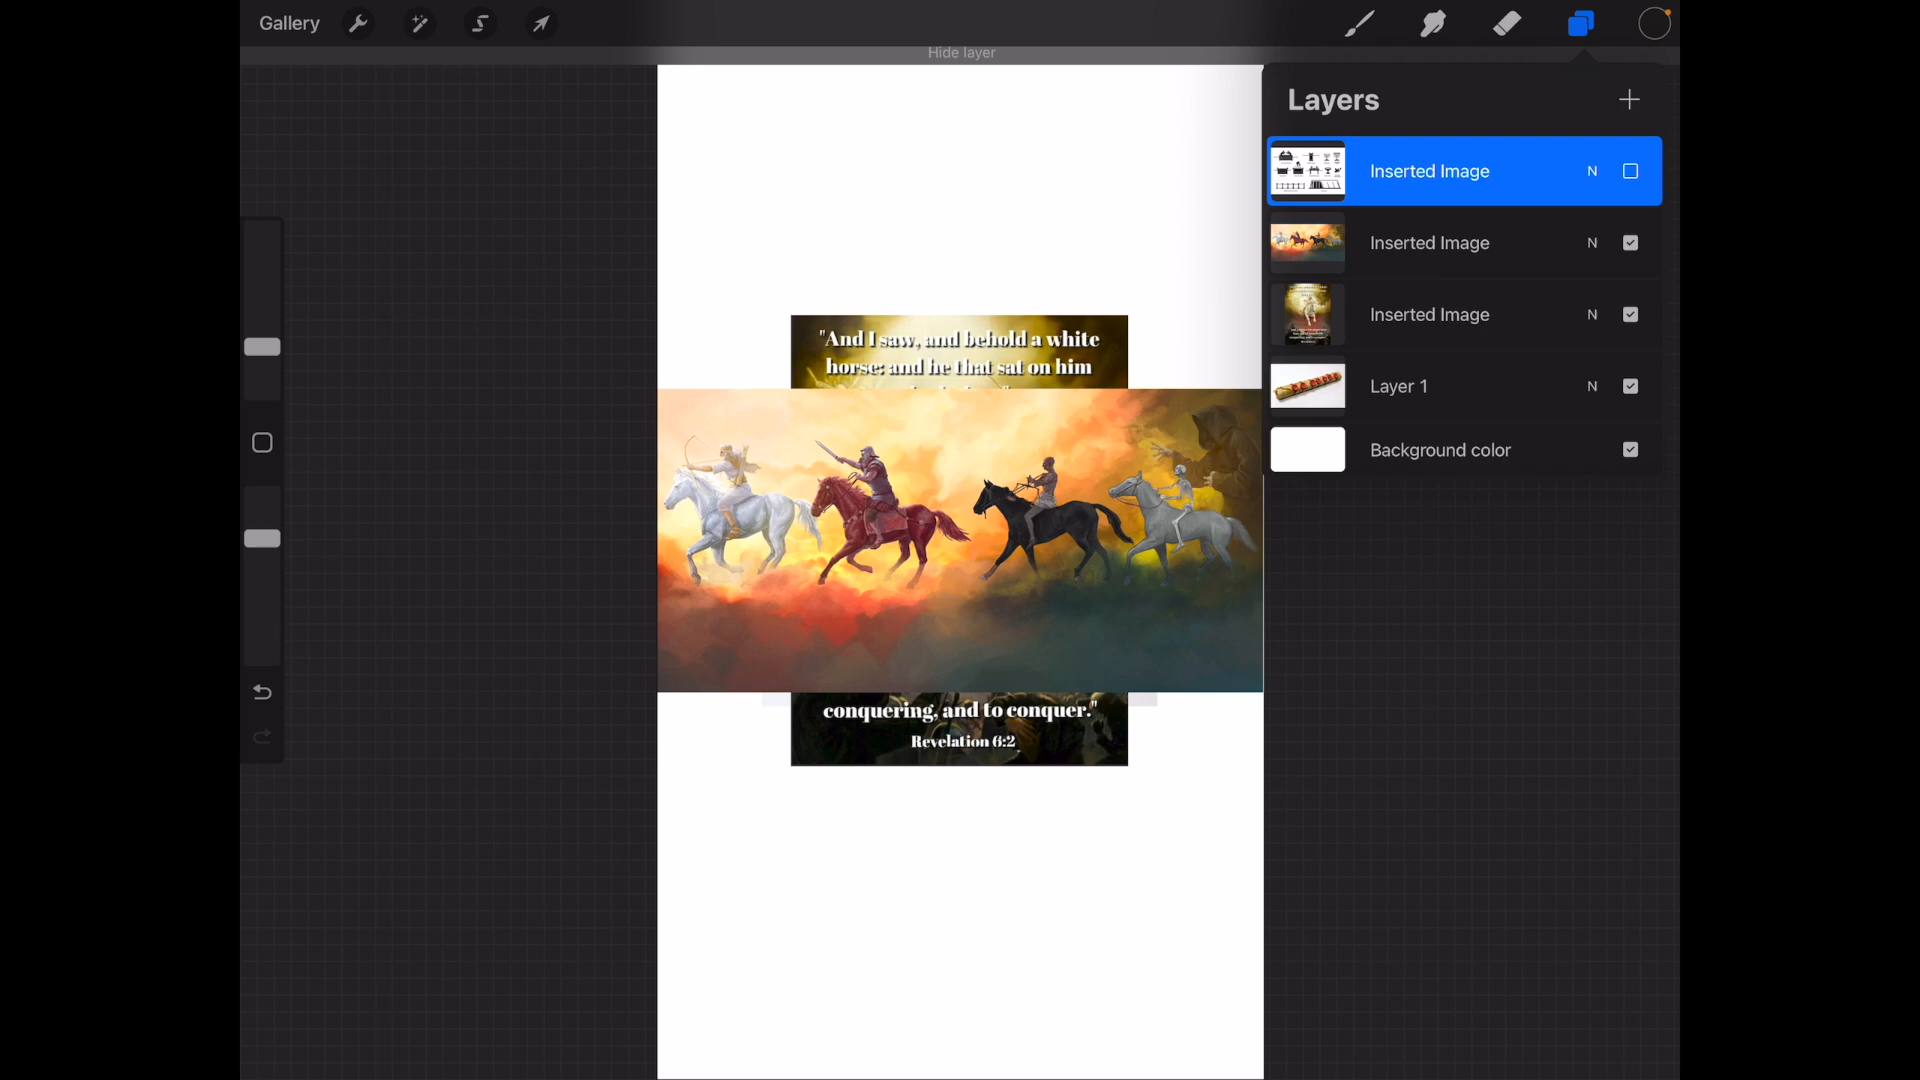 Gallery
Hide layer
Layers
Inserted Image N
Inserted Image N
Inserted Image N
Layer 1 N
Background color
"And I saw, and behold a white
horse: and he that sat on him
conquering, and to conquer."
Revelation 6:2